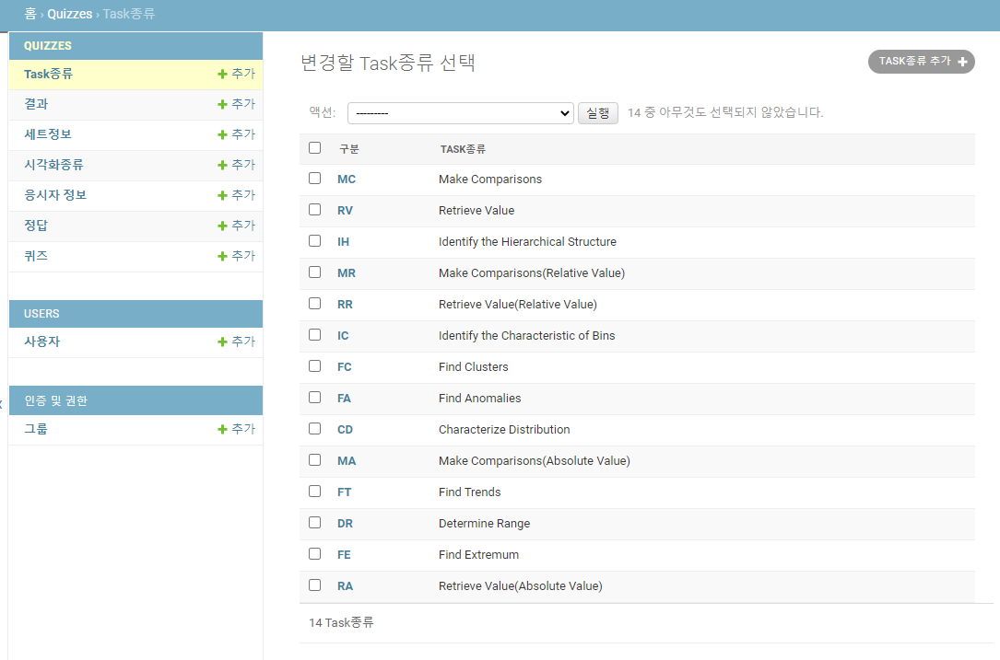 홈 › Quizzes › Task종류
QUIZZES
Task종류 추가
결과 추가
세트정보 추가
시각화종류 추가
응시자 정보 추가
정답 추가
퀴즈 추가
USERS
사용자 추가
인증 및 권한
그룹 추가
변경할 Task종류 선택
TASK종류 추가
액션: --------- 실행 14 중 아무것도 선택되지 않았습니다.
구분 TASK종류
MC Make Comparisons
RV Retrieve Value
IH Identify the Hierarchical Structure
MR Make Comparisons(Relative Value)
RR Retrieve Value(Relative Value)
IC Identify the Characteristic of Bins
FC Find Clusters
FA Find Anomalies
CD Characterize Distribution
MA Make Comparisons(Absolute Value)
FT Find Trends
DR Determine Range
FE Find Extremum
RA Retrieve Value(Absolute Value)
14 Task종류